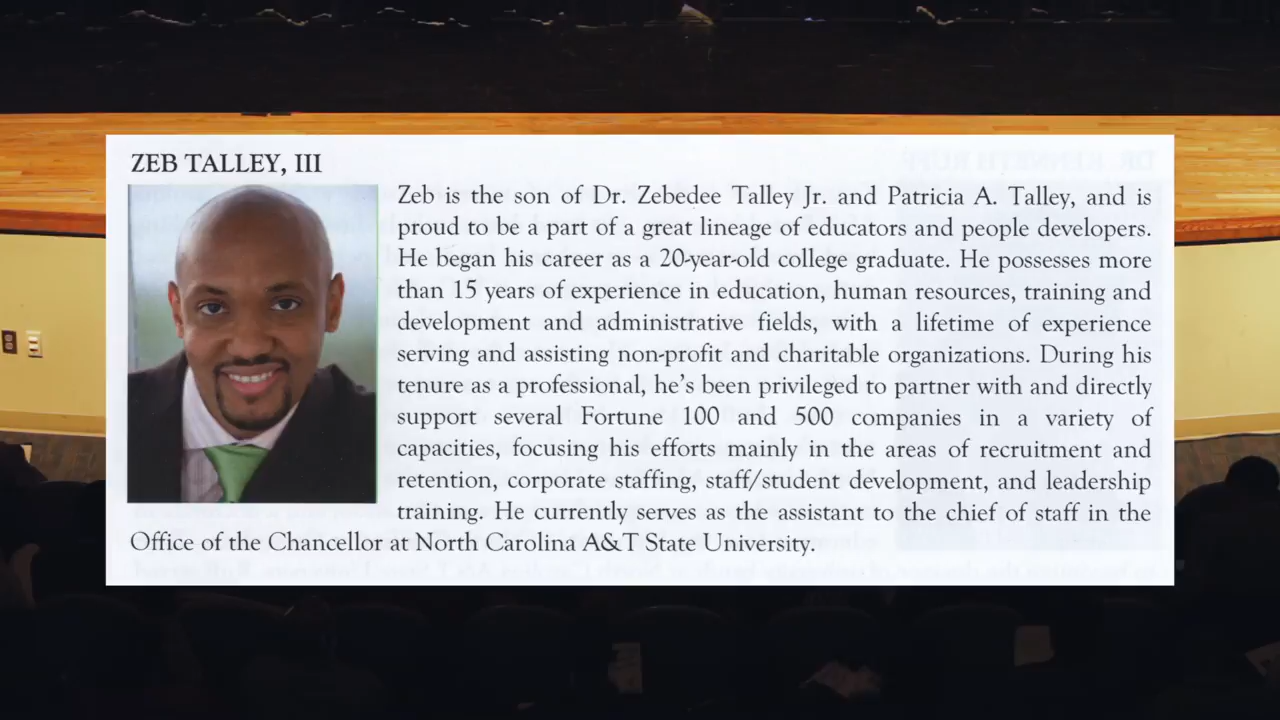 ZEB TALLEY, III
Zeb is the son of Dr. Zebedee Talley Jr. and Patricia A. Talley, and is
proud to be a part of a great lineage of educators and people developers.
He began his career as a 20-year-old college graduate. He possesses more
than 15 years of experience in education, human resources, training and
development and administrative fields, with a lifetime of experience
serving and assisting non-profit and charitable organizations. During his
tenure as a professional, he's been privileged to partner with and directly
support several Fortune 100 and 500 companies in a variety of
capacities, focusing his efforts mainly in the areas of recruitment and
retention, corporate staffing, staff/student development, and leadership
training. He currently serves as the assistant to the chief of staff in the
Office of the Chancellor at North Carolina A&T State University.